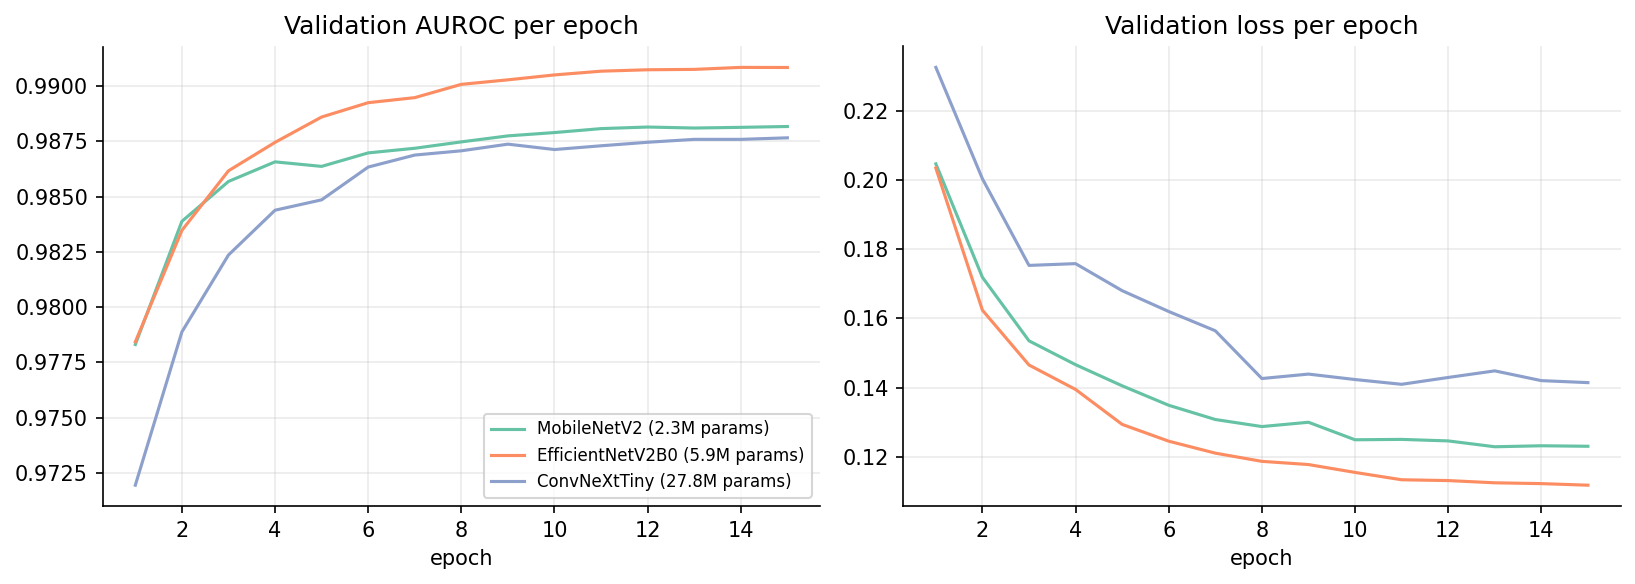 Validation AUROC per epoch
0.9900
0.9875
0.9850
0.9825
0.9800
0.9775
0.9750
0.9725
MobileNetV2 (2.3M params)
EfficientNetV2B0 (5.9M params)
ConvNeXtTiny (27.8M params)
2 4 6 8 10 12 14
epoch
Validation loss per epoch
0.22
0.20
0.18
0.16
0.14
0.12
2 4 6 8 10 12 14
epoch